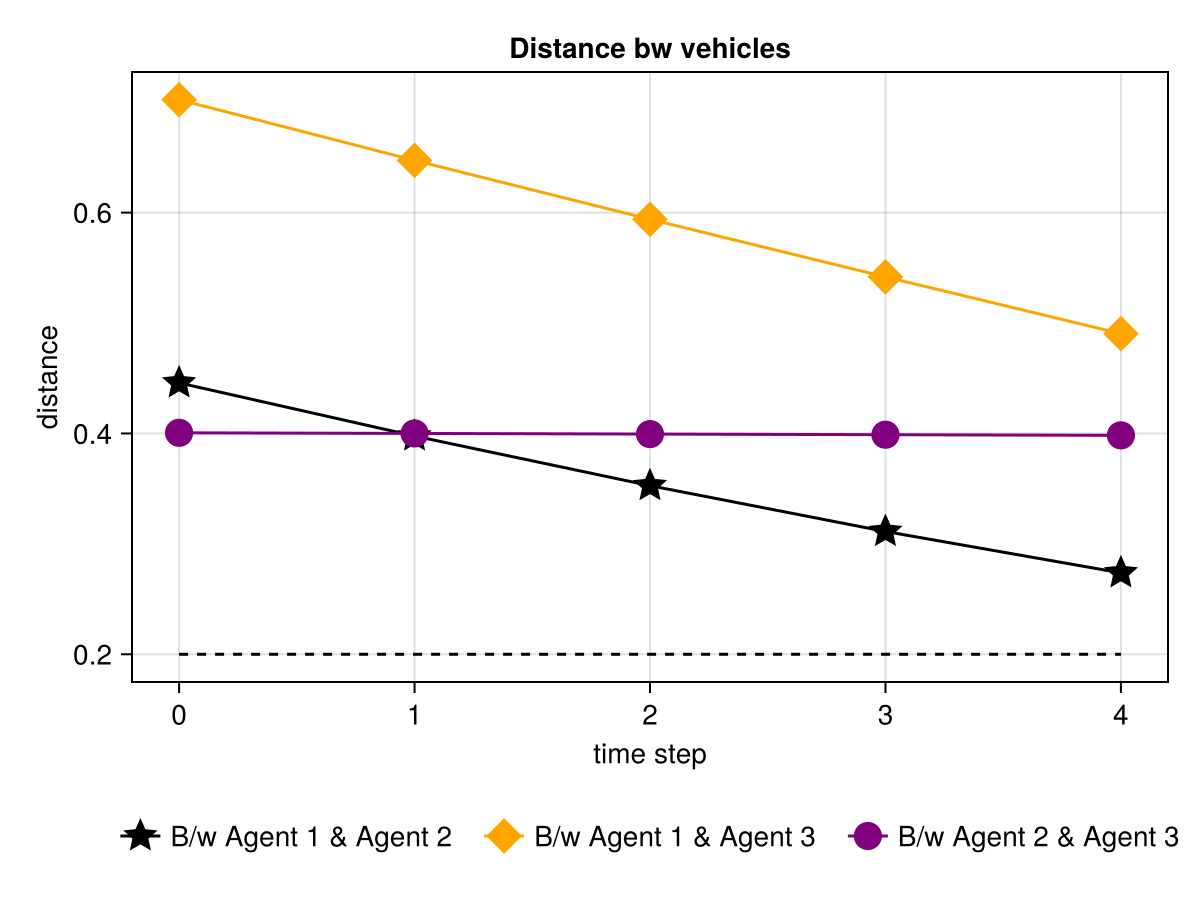 Distance bw vehicles
distance
0.6
0.4
0.2
0 1 2 3 4
time step
B/w Agent 1 & Agent 2 B/w Agent 1 & Agent 3 B/w Agent 2 & Agent 3